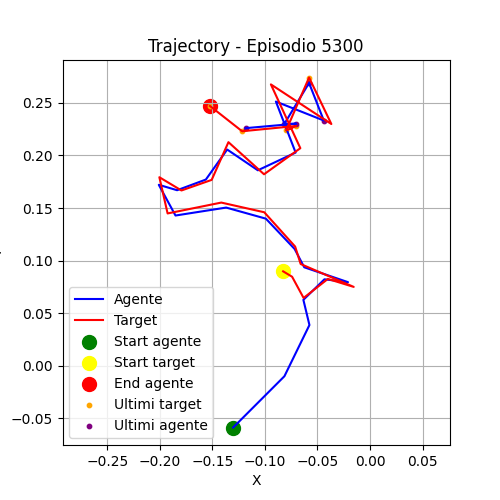 Trajectory - Episodio 5300
0.25
0.20
0.15
0.10
0.05
0.00
−0.05
Agente
Target
Start agente
Start target
End agente
Ultimi target
Ultimi agente
−0.25 −0.20 −0.15 −0.10 −0.05 0.00 0.05
X